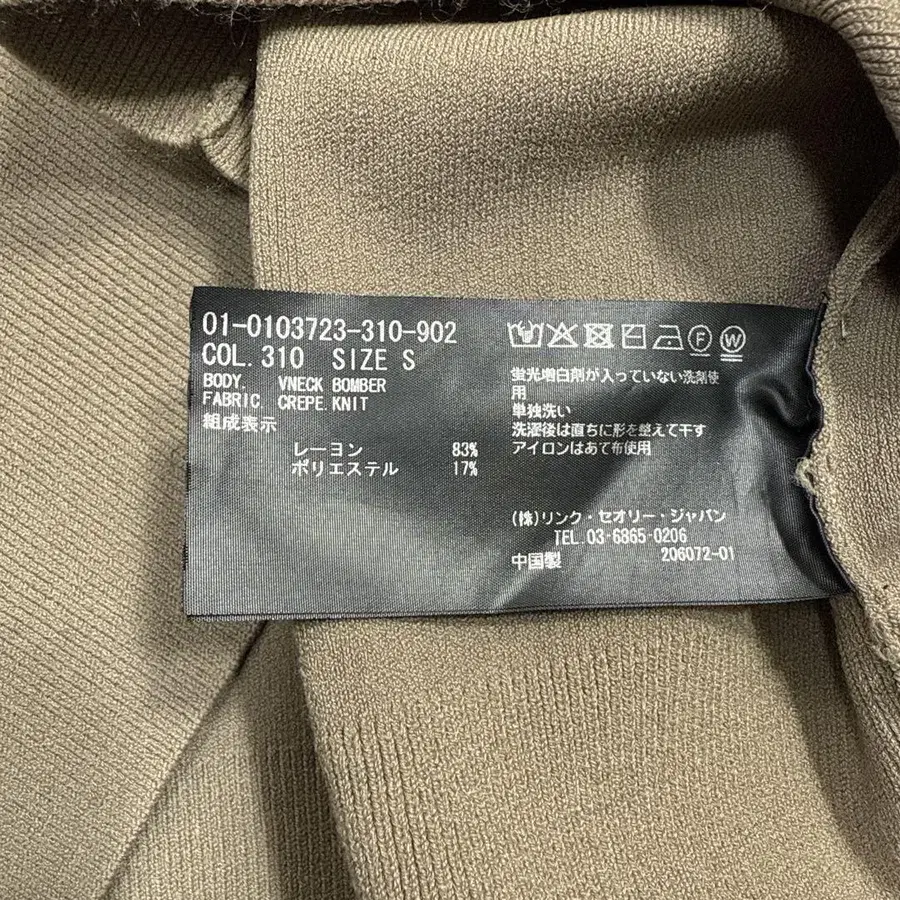 01-0103723-310-902
COL. 310 SIZE S
BODY. VNECK BOMBER
FABRIC. CREPE.KNIT
組成表示
レーヨン 83%
ポリエステル 17%
F W
蛍光増白剤が入っていない洗剤使
用
単独洗い
洗濯後は直ちに形を整えて干す
アイロンはあて布使用
(株)リンク・セオリー・ジャパン
TEL.03-6865-0206
中国製 206072-01